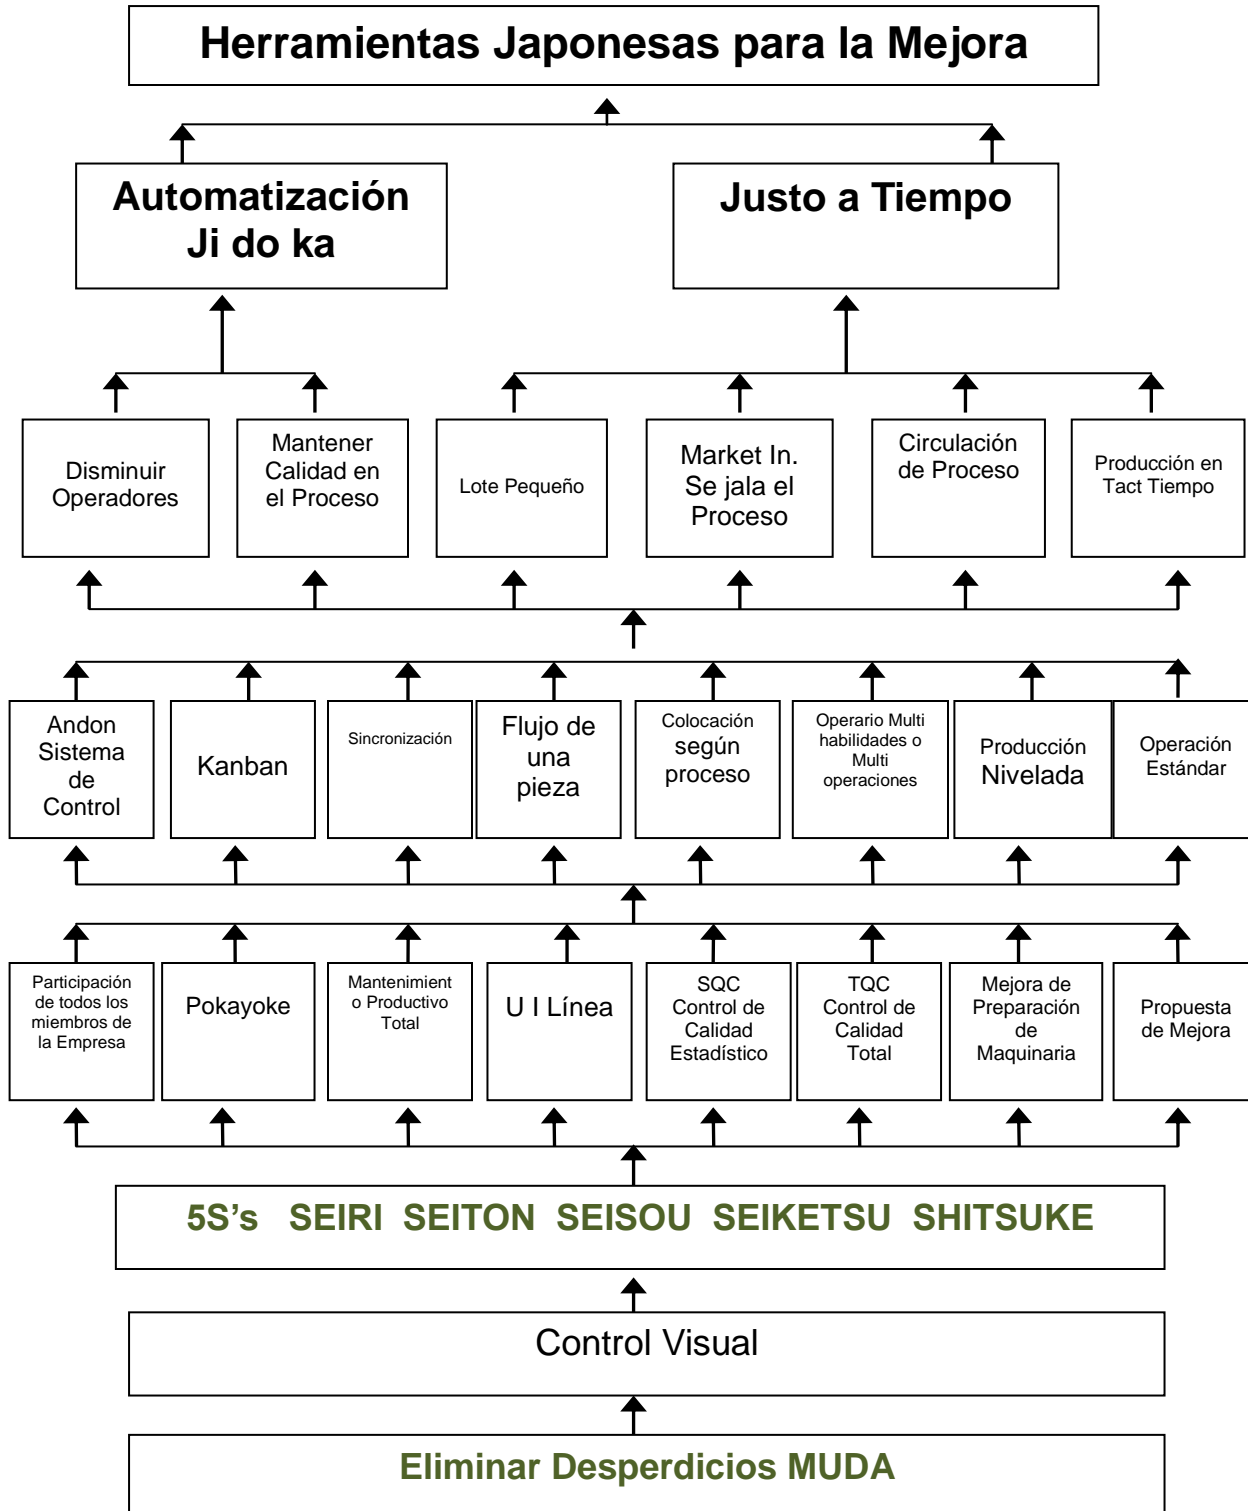 Herramientas Japonesas para la Mejora
Automatización
Ji do ka
Justo a Tiempo
Disminuir
Operadores
Mantener
Calidad en
el Proceso
Lote Pequeño
Market In.
Se jala el
Proceso
Circulación
de Proceso
Producción en
Tact Tiempo
Andon
Sistema
de
Control
Kanban
Sincronización
Flujo de
una
pieza
Colocación
según
proceso
Operario Multi
habilidades o
Multi
operaciones
Producción
Nivelada
Operación
Estándar
Participación
de todos los
miembros de
la Empresa
Pokayoke
Mantenimient
o Productivo
Total
U I Línea
SQC
Control de
Calidad
Estadístico
TQC
Control de
Calidad
Total
Mejora de
Preparación
de
Maquinaria
Propuesta
de Mejora
5S’s SEIRI SEITON SEISOU SEIKETSU SHITSUKE
Control Visual
Eliminar Desperdicios MUDA